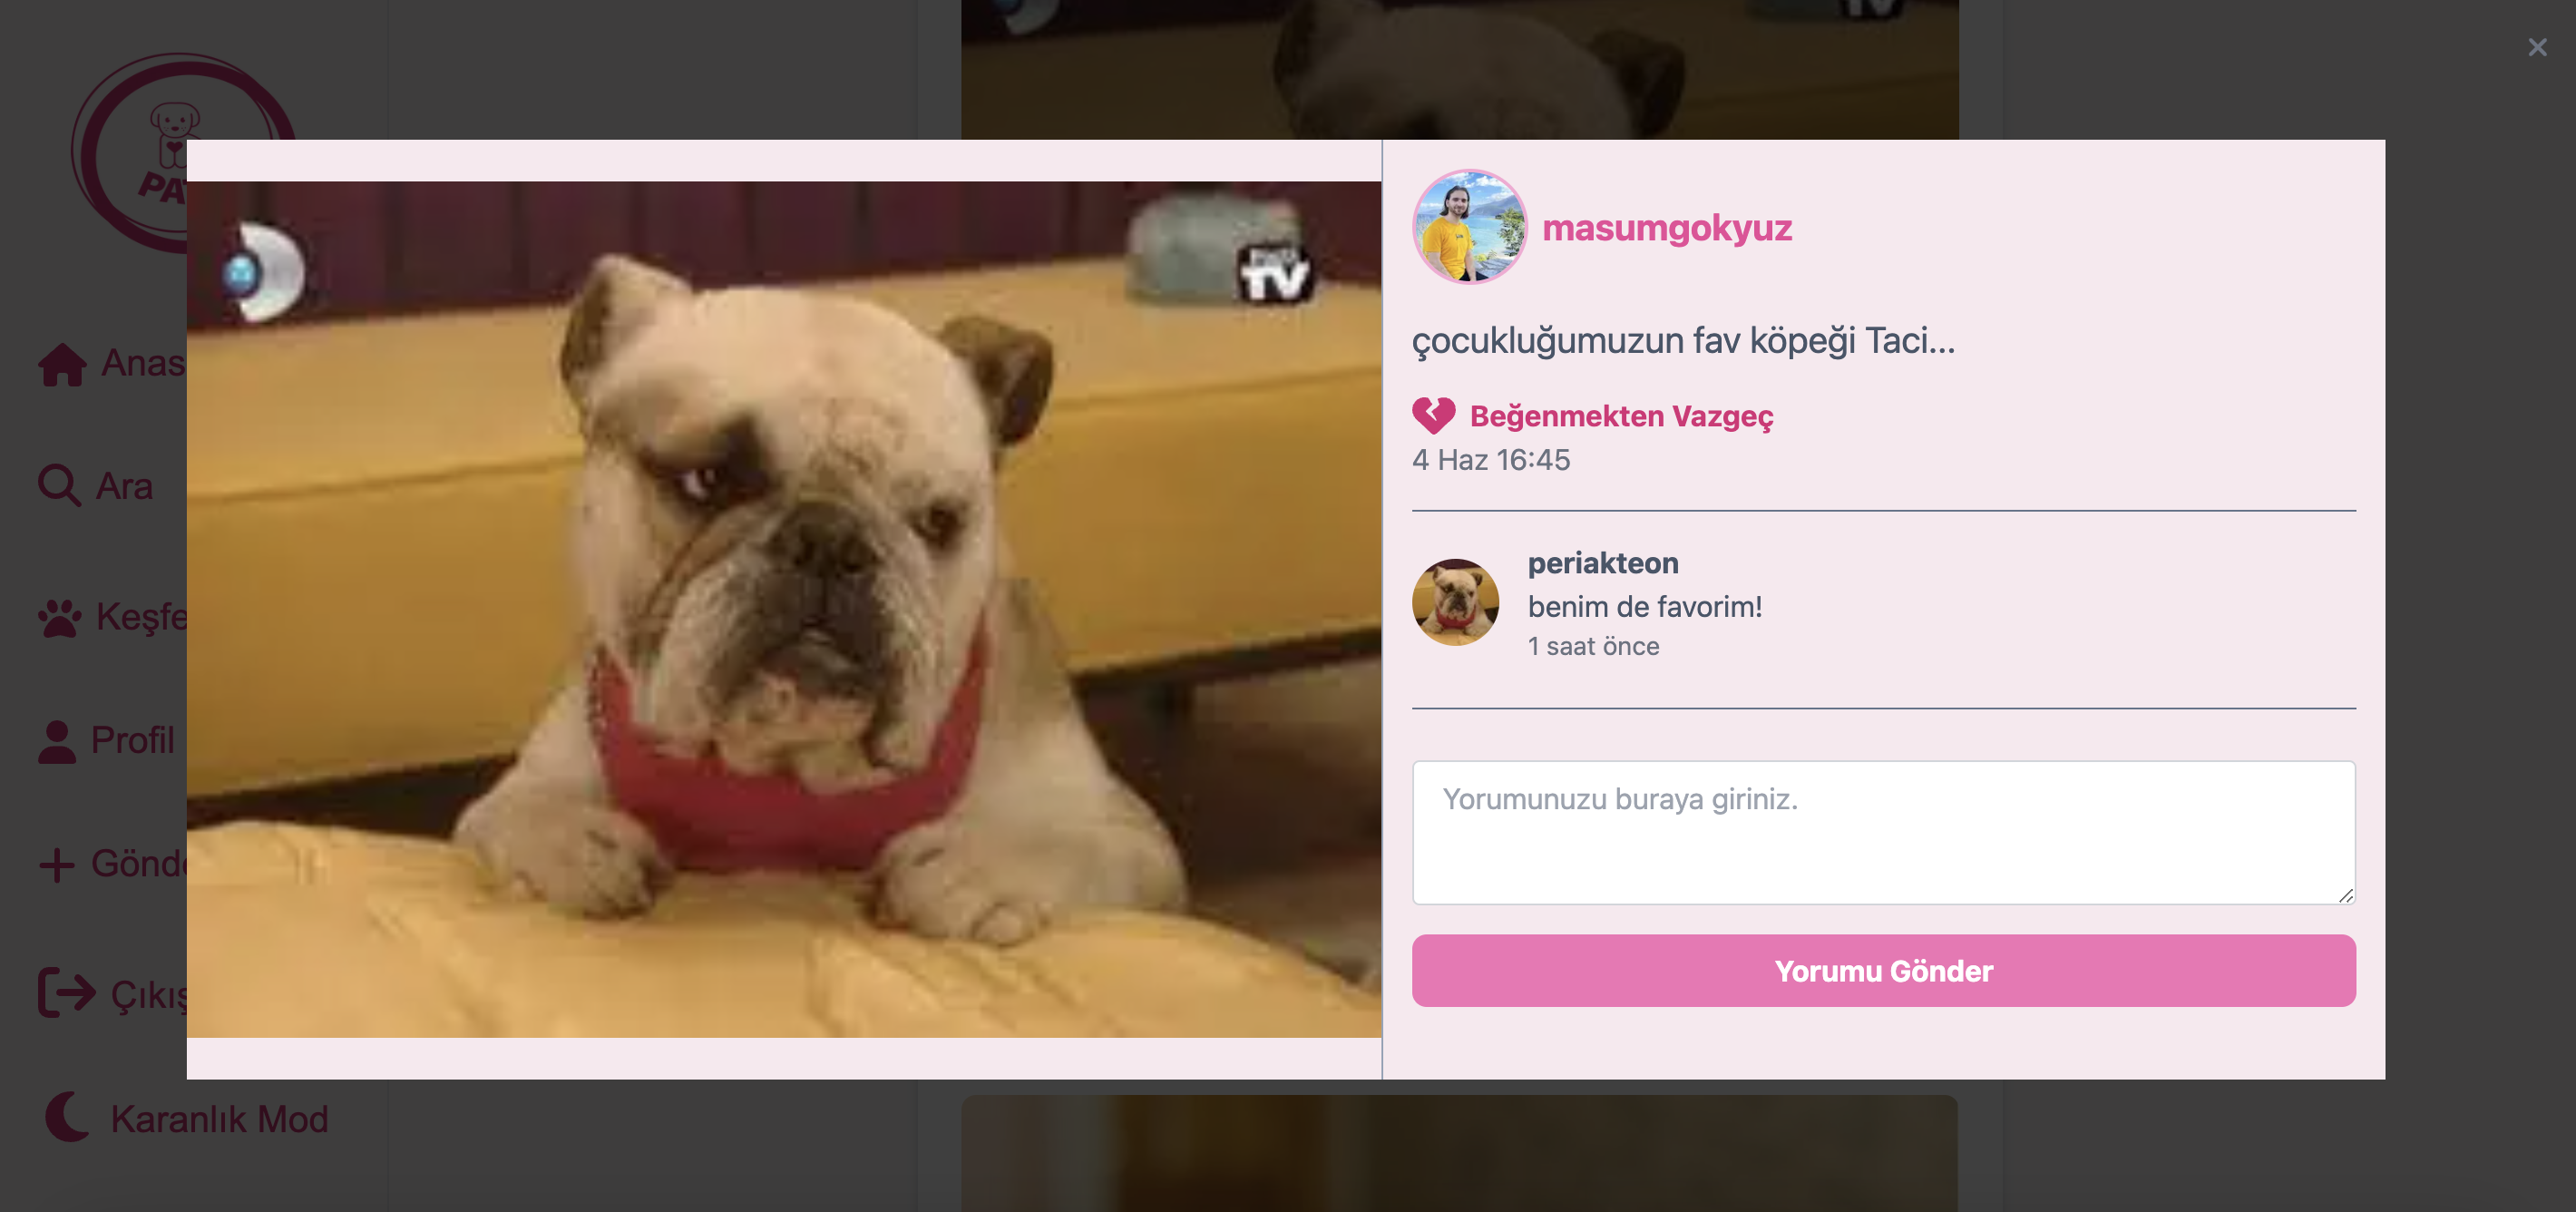 PA
Anas
Ara
Keşfe
Profil
Gönde
Çıkış
Karanlık Mod
TV
masumgokyuz
çocukluğumuzun fav köpeği Taci...
Beğenmekten Vazgeç
4 Haz 16:45
periakteon
benim de favorim!
1 saat önce
Yorumunuzu buraya giriniz.
Yorumu Gönder